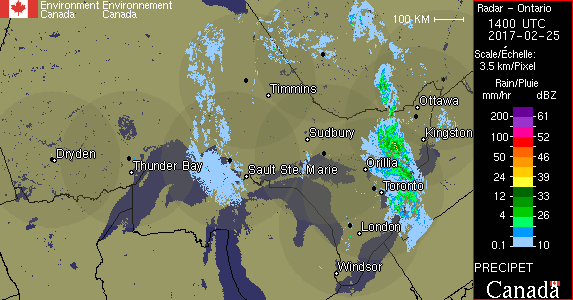 Environment Environnement
Canada Canada
100 KM
Timmins
Ottawa
Sudbury
Kingston
Dryden
Thunder Bay
Sault Ste. Marie
Orillia
Toronto
London
Windsor
Radar - Ontario
1400 UTC
2017-02-25
Scale/Échelle:
3.5 km/Pixel
Rain/Pluie
mm/hr dBZ
200 61
100 52
50 46
24 39
12 33
4 26
0.1 10
PRECIPET
Canada